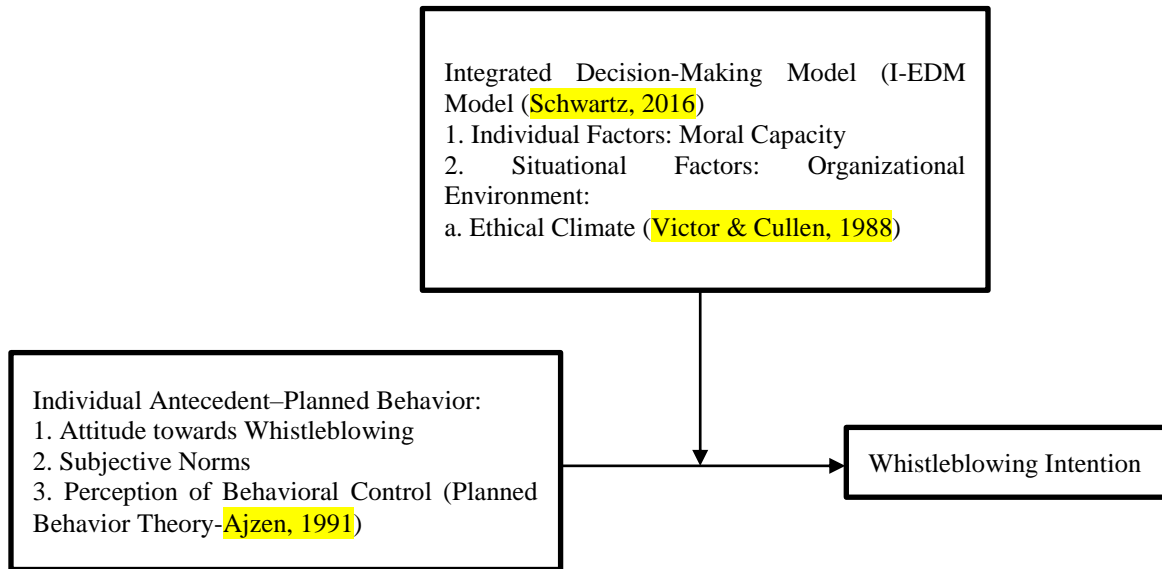 Integrated Decision-Making Model (I-EDM
Model (Schwartz, 2016)
1. Individual Factors: Moral Capacity
2. Situational Factors: Organizational
Environment:
a. Ethical Climate (Victor & Cullen, 1988)
Individual Antecedent–Planned Behavior:
1. Attitude towards Whistleblowing
2. Subjective Norms
3. Perception of Behavioral Control (Planned
Behavior Theory-Ajzen, 1991)
Whistleblowing Intention